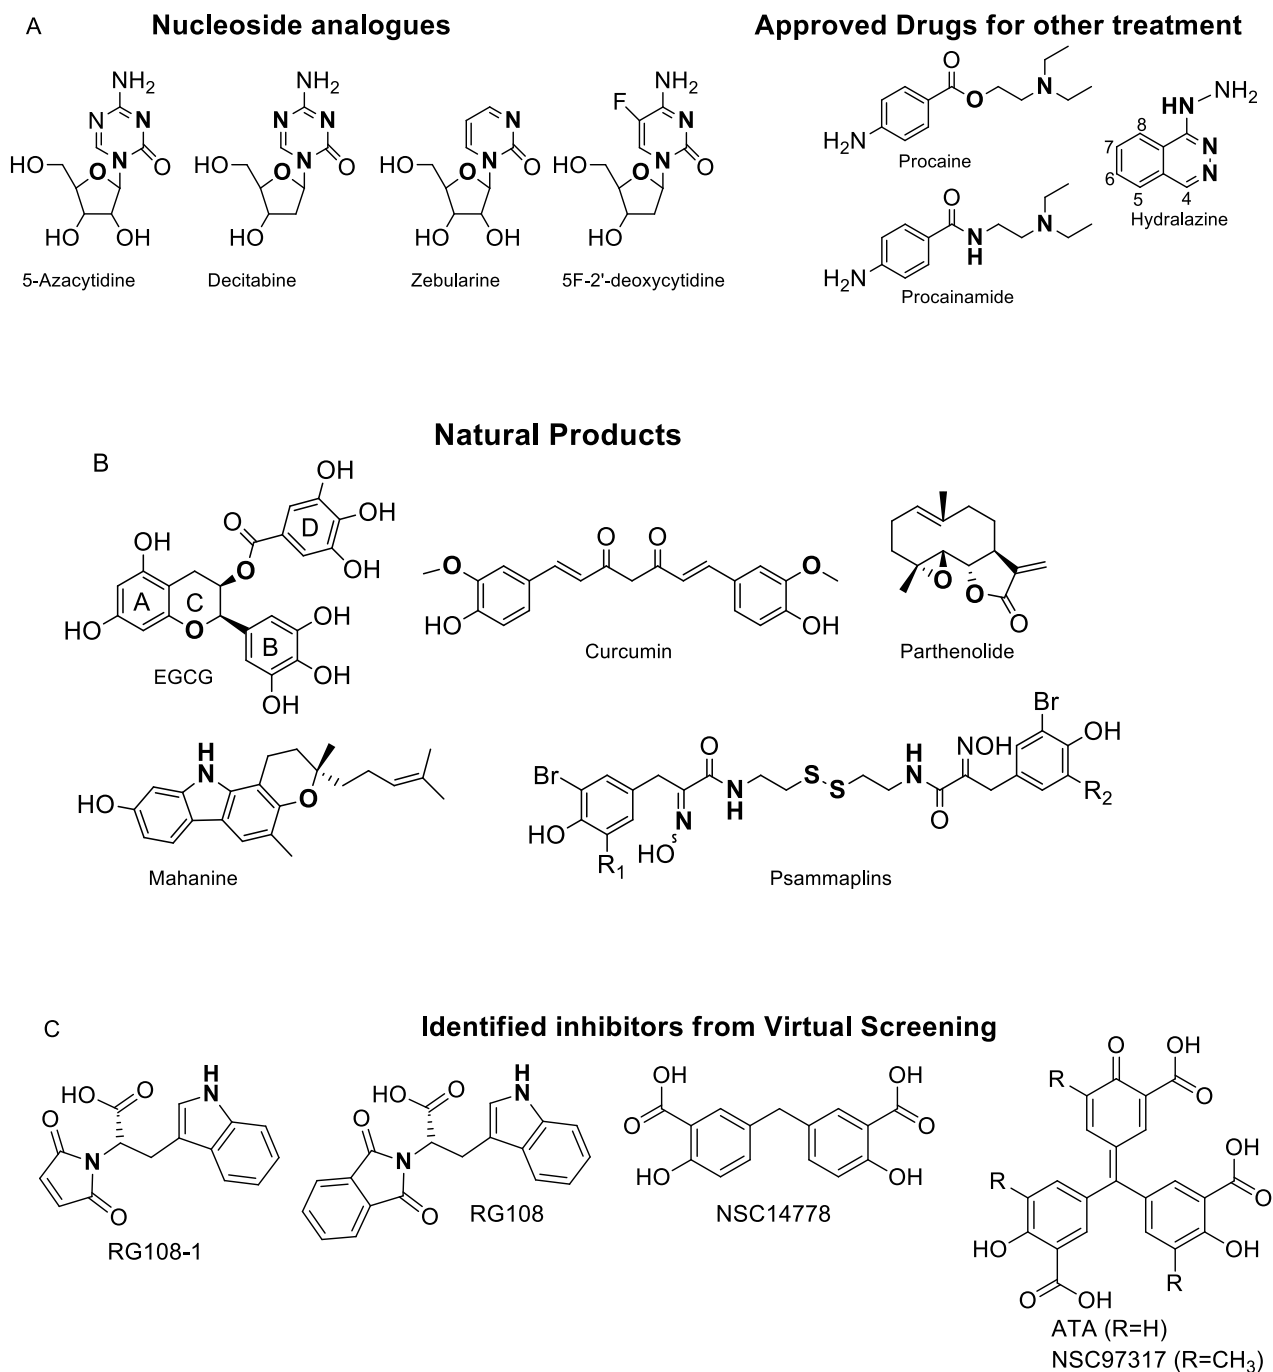 A
Nucleoside analogues
Approved Drugs for other treatment
NH₂
N
N
N
O
HO
O
HO
OH
5-Azacytidine
NH₂
N
N
N
O
HO
O
HO
Decitabine
N
N
O
HO
O
HO
OH
Zebularine
F
NH₂
N
N
O
HO
O
HO
5F-2'-deoxycytidine
O
O
N
H₂N
Procaine
O
N
H
N
H₂N
Procainamide
HN
NH₂
8
7
6
5
4
N
N
Hydralazine
Natural Products
B
OH
OH
OH
D
O
O
OH
A
C
HO
O
B
OH
OH
OH
EGCG
O
O
O
O
HO
OH
Curcumin
O
O
O
Parthenolide
H
N
HO
O
Mahanine
Br
HO
R₁
N
HO
O
N
H
S
S
H
N
O
NOH
Br
OH
R₂
Psammaplins
C
Identified inhibitors from Virtual Screening
HO
O
O
N
O
H
N
RG108-1
HO
O
O
N
O
H
N
RG108
OH
O
HO
OH
O
OH
NSC14778
O
OH
O
R
R
HO
O
OH
OH
O
OH
R
ATA (R=H)
NSC97317 (R=CH₃)